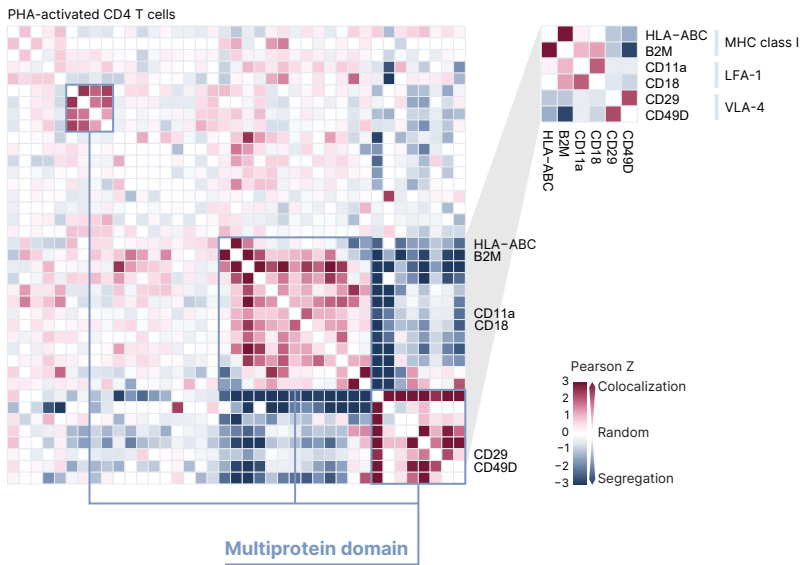 PHA-activated CD4 T cells
HLA−ABC
B2M
CD11a
CD18
CD29
CD49D
MHC class I
LFA-1
VLA-4
HLA−ABC
B2M
CD11a
CD18
CD29
CD49D
HLA−ABC
B2M
CD11a
CD18
CD29
CD49D
Pearson Z
3
2
1
0
−1
−2
−3
Colocalization
Random
Segregation
Multiprotein domain